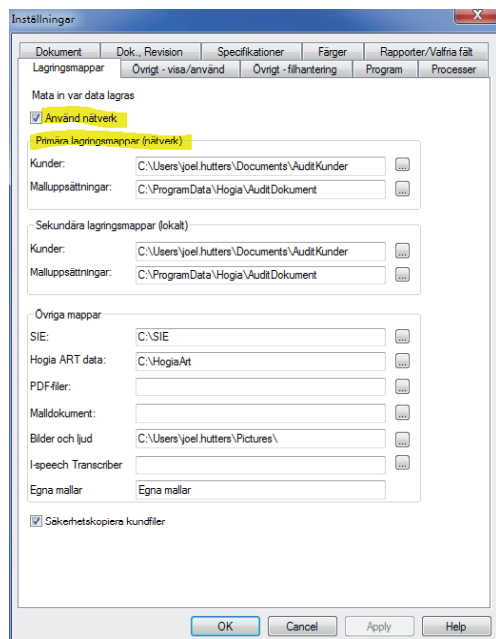 Inställningar
Dokument Dok., Revision Specifikationer Färger Rapporter/Valfria fält
Lagringsmappar Övrigt - visa/använd Övrigt - filhantering Program Processer
Mata in var data lagras
Använd nätverk
Primära lagringsmappar (nätverk)
Kunder: C:\Users\joel.hutters\Documents\AuditKunder ...
Malluppsättningar: C:\ProgramData\Hogia\AuditDokument ...
Sekundära lagringsmappar (lokalt)
Kunder: C:\Users\joel.hutters\Documents\AuditKunder ...
Malluppsättningar: C:\ProgramData\Hogia\AuditDokument ...
Övriga mappar
SIE: C:\SIE ...
Hogia ART data: C:\HogiaArt ...
PDF-filer: ...
Malldokument: ...
Bilder och ljud C:\Users\joel.hutters\Pictures\ ...
I-speech Transcriber ...
Egna mallar Egna mallar
Säkerhetskopiera kundfiler
OK Cancel Apply Help